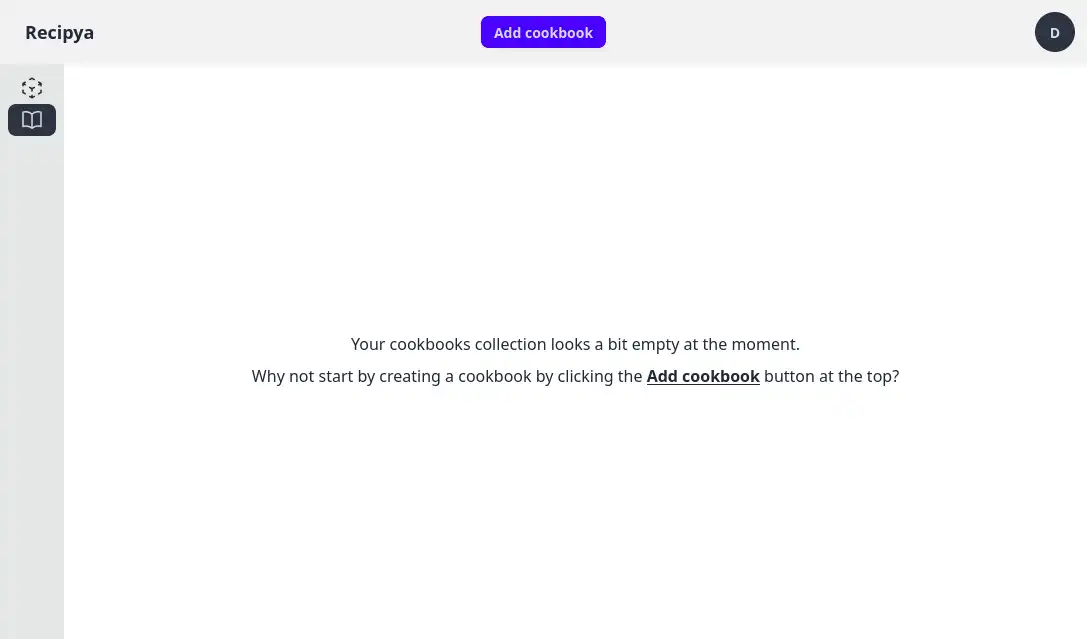 Recipya
Add cookbook
D
Your cookbooks collection looks a bit empty at the moment.
Why not start by creating a cookbook by clicking the Add cookbook button at the top?